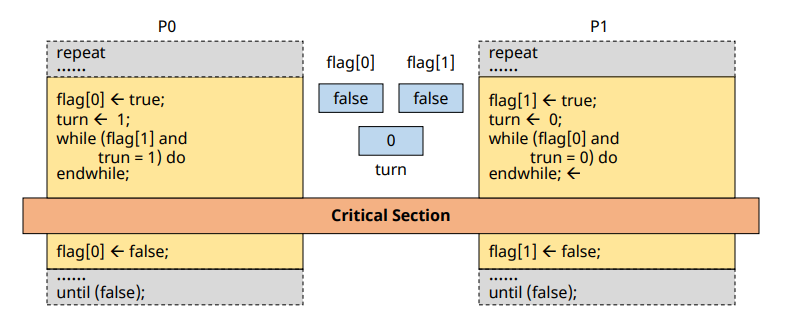 P0
repeat
......
flag[0] ← true;
turn ← 1;
while (flag[1] and
trun = 1) do
endwhile;
flag[0]
flag[1]
false
false
0
turn
P1
repeat
......
flag[1] ← true;
turn ← 0;
while (flag[0] and
trun = 0) do
endwhile; ←
Critical Section
flag[0] ← false;
......
until (false);
flag[1] ← false;
......
until (false);